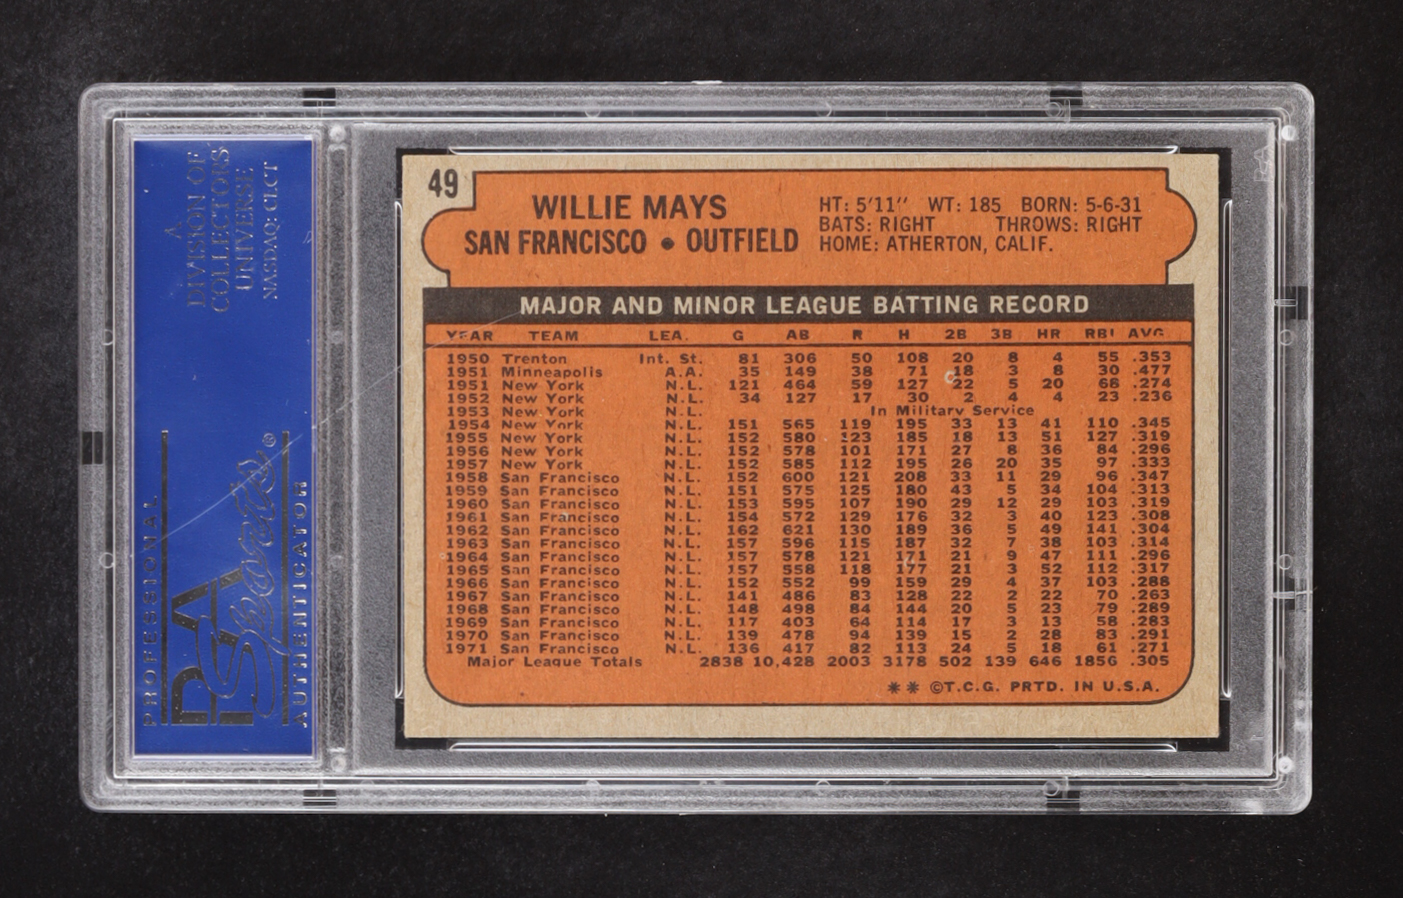 A
DIVISION OF
COLLECTORS
UNIVERSE
NASDAQ: CLCT
PROFESSIONAL
PSA
Sports ®
AUTHENTICATOR
49
WILLIE MAYS
SAN FRANCISCO • OUTFIELD
HT: 5'11" WT: 185 BORN: 5-6-31
BATS: RIGHT THROWS: RIGHT
HOME: ATHERTON, CALIF.
MAJOR AND MINOR LEAGUE BATTING RECORD
YEAR TEAM LEA. G AB R H 2B 3B HR RBI AVG
1950 Trenton Int. St. 81 306 50 108 20 8 4 55 .353
1951 Minneapolis A.A. 35 149 38 71 18 3 8 30 .477
1951 New York N.L. 121 464 59 127 22 5 20 68 .274
1952 New York N.L. 34 127 17 30 2 4 4 23 .236
1953 New York N.L. In Military Service
1954 New York N.L. 151 565 119 195 33 13 41 110 .345
1955 New York N.L. 152 580 123 185 18 13 51 127 .319
1956 New York N.L. 152 578 101 171 27 8 36 84 .296
1957 New York N.L. 152 585 112 195 26 20 35 97 .333
1958 San Francisco N.L. 152 600 121 208 33 11 29 96 .347
1959 San Francisco N.L. 151 575 125 180 43 5 34 104 .313
1960 San Francisco N.L. 153 595 107 190 29 12 29 103 .319
1961 San Francisco N.L. 154 572 129 176 32 3 40 123 .308
1962 San Francisco N.L. 162 621 130 189 36 5 49 141 .304
1963 San Francisco N.L. 157 596 115 187 32 7 38 103 .314
1964 San Francisco N.L. 157 578 121 171 21 9 47 111 .296
1965 San Francisco N.L. 157 558 118 177 21 3 52 112 .317
1966 San Francisco N.L. 152 552 99 159 29 4 37 103 .288
1967 San Francisco N.L. 141 486 83 128 22 2 22 70 .263
1968 San Francisco N.L. 148 498 84 144 20 5 23 79 .289
1969 San Francisco N.L. 117 403 64 114 17 3 13 58 .283
1970 San Francisco N.L. 139 478 94 139 15 2 28 83 .291
1971 San Francisco N.L. 136 417 82 113 24 5 18 61 .271
Major League Totals 2838 10,428 2003 3178 502 139 646 1856 .305
** ©T.C.G. PRTD. IN U.S.A.